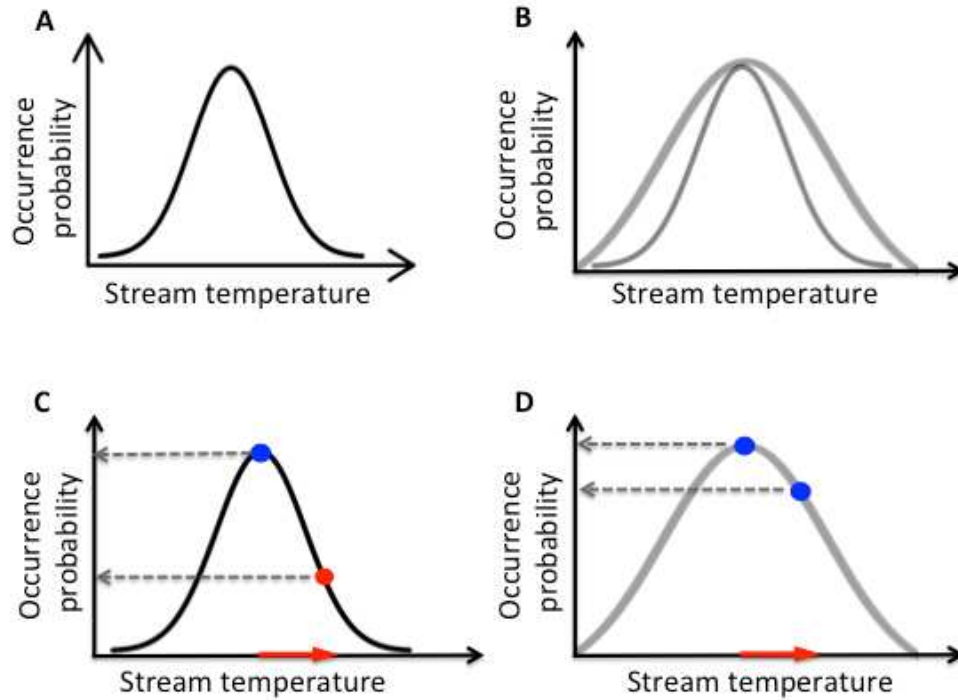 A
Occurrence
probability
Stream temperature
B
Occurrence
probability
Stream temperature
C
Occurrence
probability
Stream temperature
D
Occurrence
probability
Stream temperature